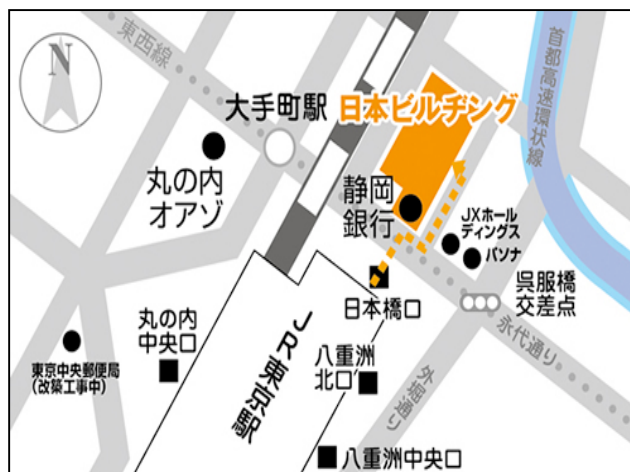 N
東西線
首都高速環状線
大手町駅
日本ビルヂング
丸の内
オアゾ
静岡
銀行
JXホール
ディングス
パソナ
呉服橋
交差点
日本橋口
永代通り
丸の内
中央口
東京中央郵便局
(改築工事中)
JR東京駅
八重洲
北口
外堀通り
八重洲中央口